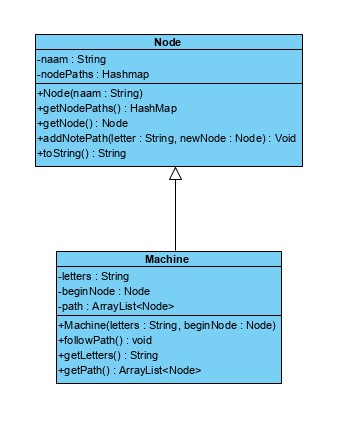 Node
-naam : String
-nodePaths : Hashmap
+Node(naam : String)
+getNodePaths() : HashMap
+getNode() : Node
+addNotePath(letter : String, newNode : Node) : Void
+toString() : String
Machine
-letters : String
-beginNode : Node
-path : ArrayList<Node>
+Machine(letters : String, beginNode : Node)
+followPath() : void
+getLetters() : String
+getPath() : ArrayList<Node>